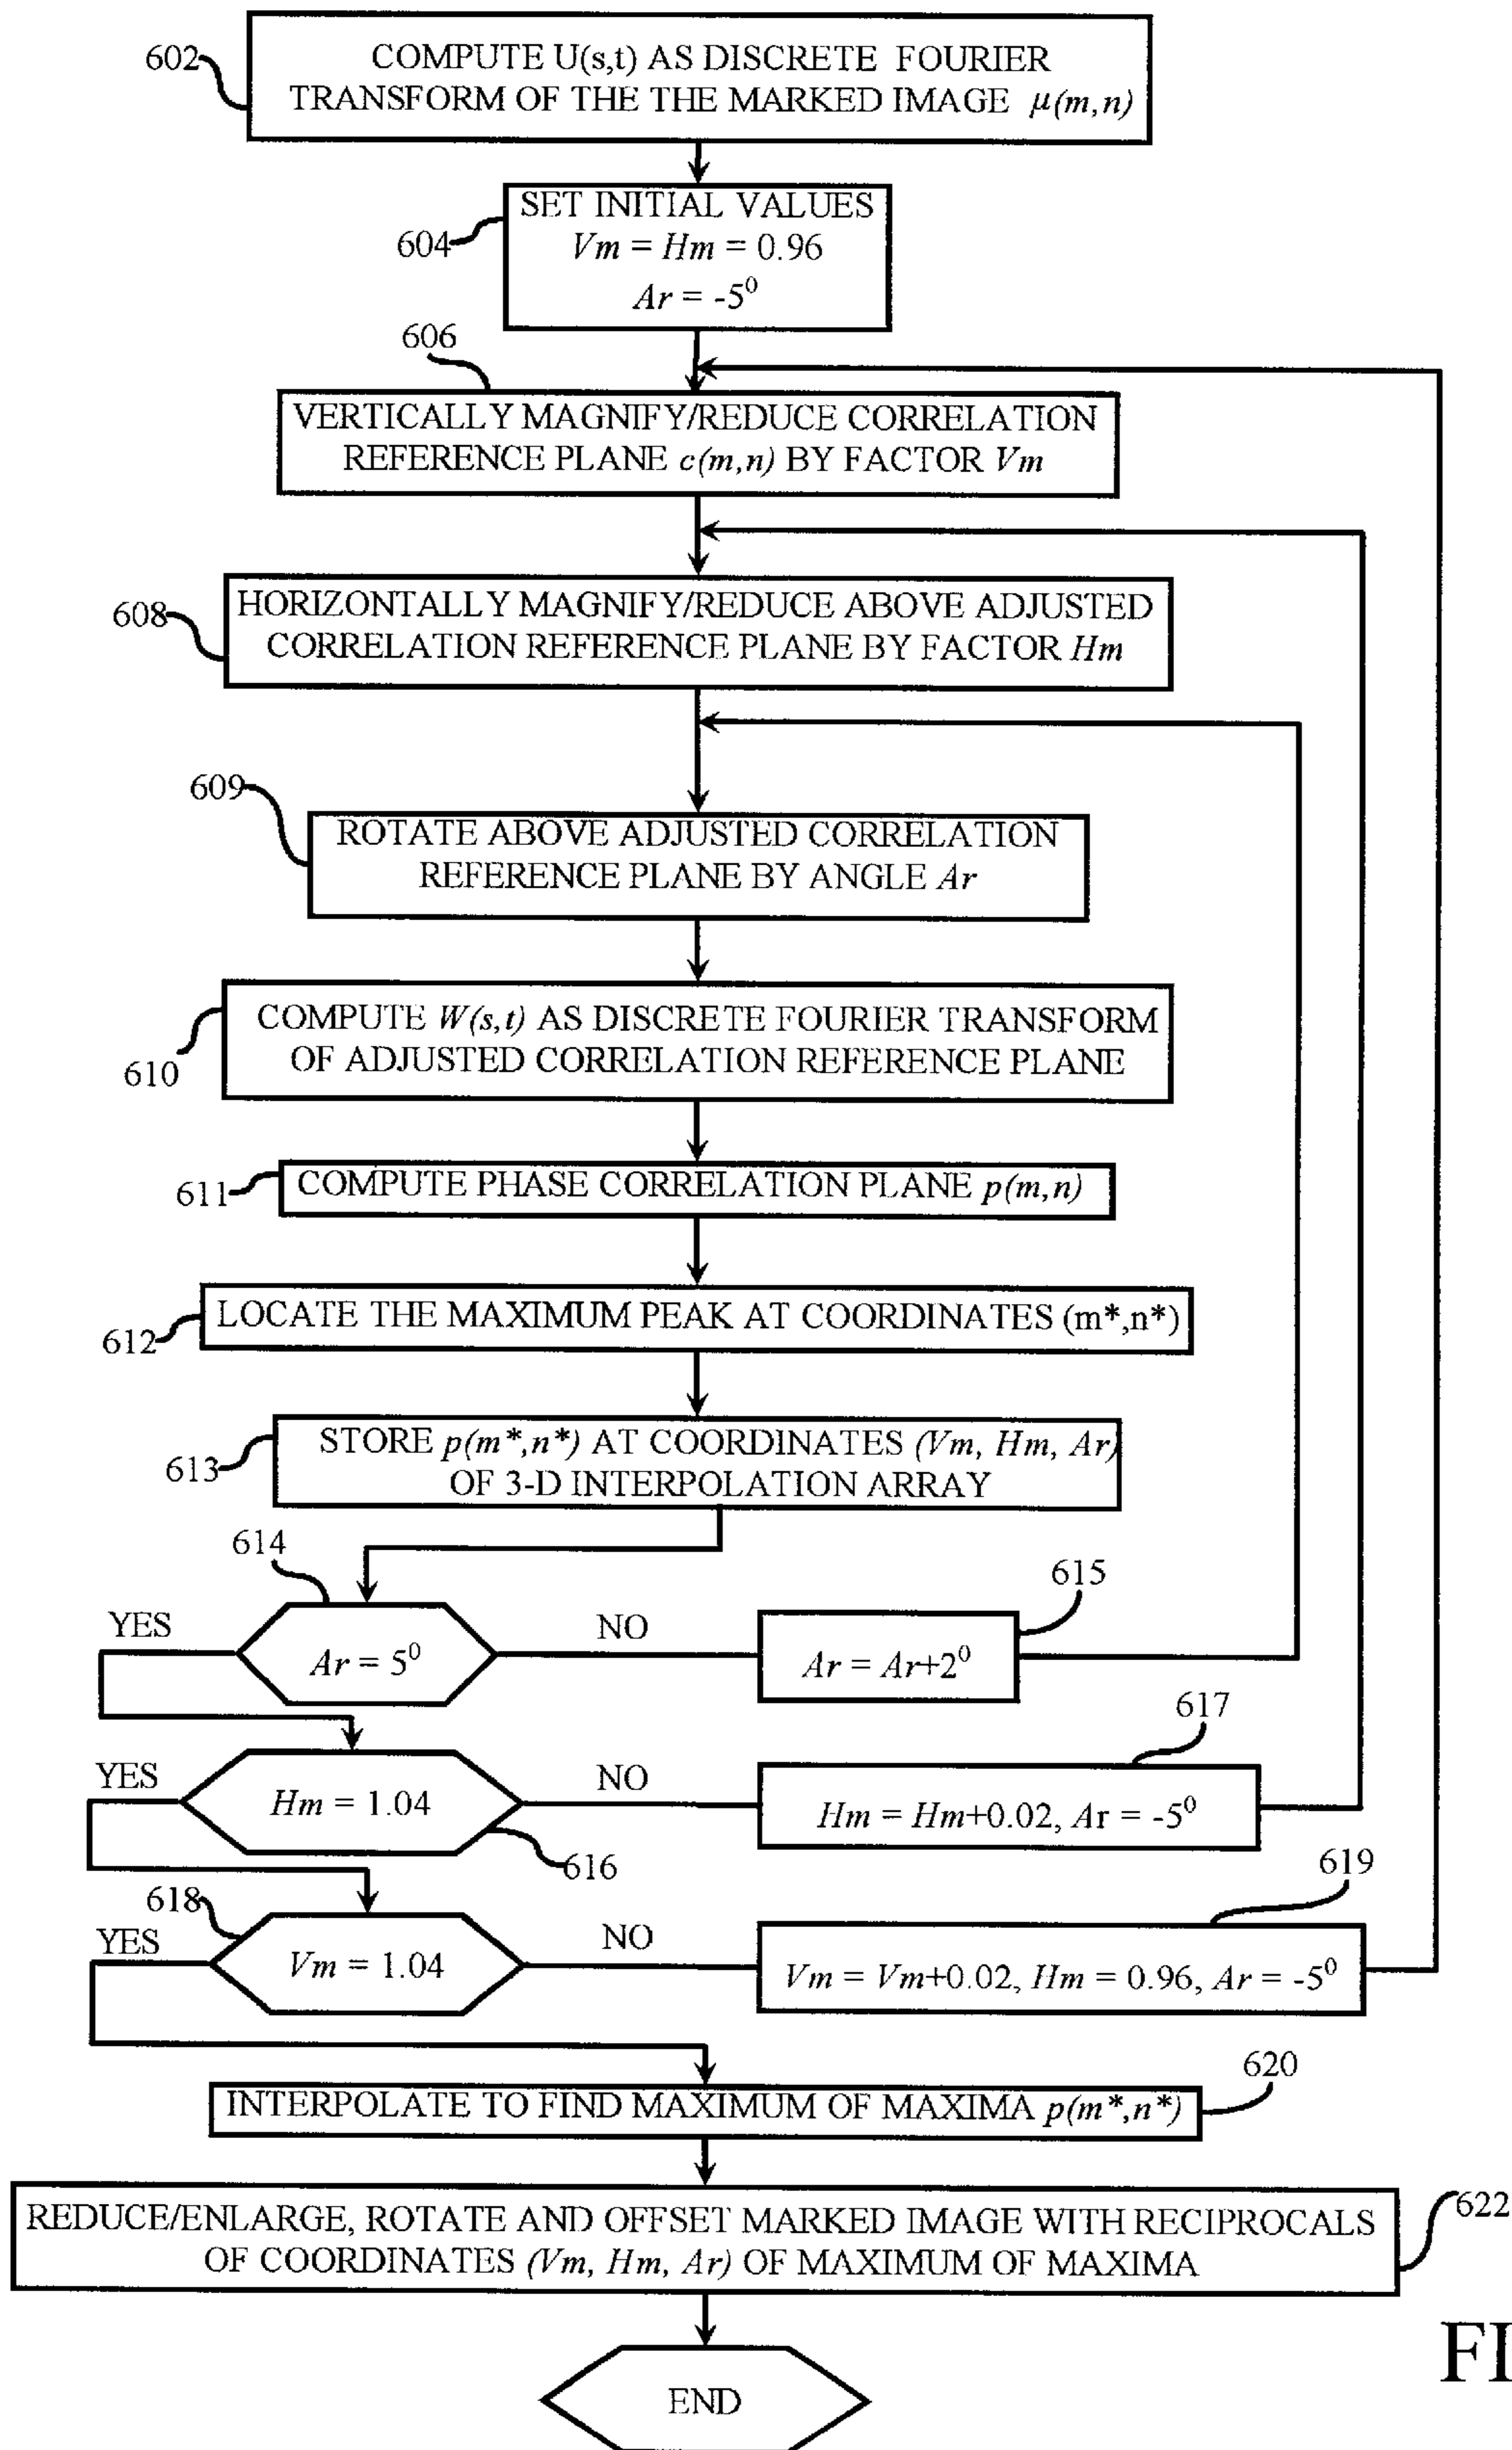 602
COMPUTE U(s,t) AS DISCRETE FOURIER
TRANSFORM OF THE THE MARKED IMAGE μ(m,n)
604
SET INITIAL VALUES
Vm = Hm = 0.96
Ar = -5⁰
606
VERTICALLY MAGNIFY/REDUCE CORRELATION
REFERENCE PLANE c(m,n) BY FACTOR Vm
608
HORIZONTALLY MAGNIFY/REDUCE ABOVE ADJUSTED
CORRELATION REFERENCE PLANE BY FACTOR Hm
609
ROTATE ABOVE ADJUSTED CORRELATION
REFERENCE PLANE BY ANGLE Ar
610
COMPUTE W(s,t) AS DISCRETE FOURIER TRANSFORM
OF ADJUSTED CORRELATION REFERENCE PLANE
611
COMPUTE PHASE CORRELATION PLANE p(m,n)
612
LOCATE THE MAXIMUM PEAK AT COORDINATES (m*,n*)
613
STORE p(m*,n*) AT COORDINATES (Vm, Hm, Ar)
OF 3-D INTERPOLATION ARRAY
614
YES
Ar = 5⁰
NO
615
Ar = Ar+2⁰
YES
Hm = 1.04
616
NO
617
Hm = Hm+0.02, Ar = -5⁰
618
YES
Vm = 1.04
NO
619
Vm = Vm+0.02, Hm = 0.96, Ar = -5⁰
620
INTERPOLATE TO FIND MAXIMUM OF MAXIMA p(m*,n*)
622
REDUCE/ENLARGE, ROTATE AND OFFSET MARKED IMAGE WITH RECIPROCALS
OF COORDINATES (Vm, Hm, Ar) OF MAXIMUM OF MAXIMA
END